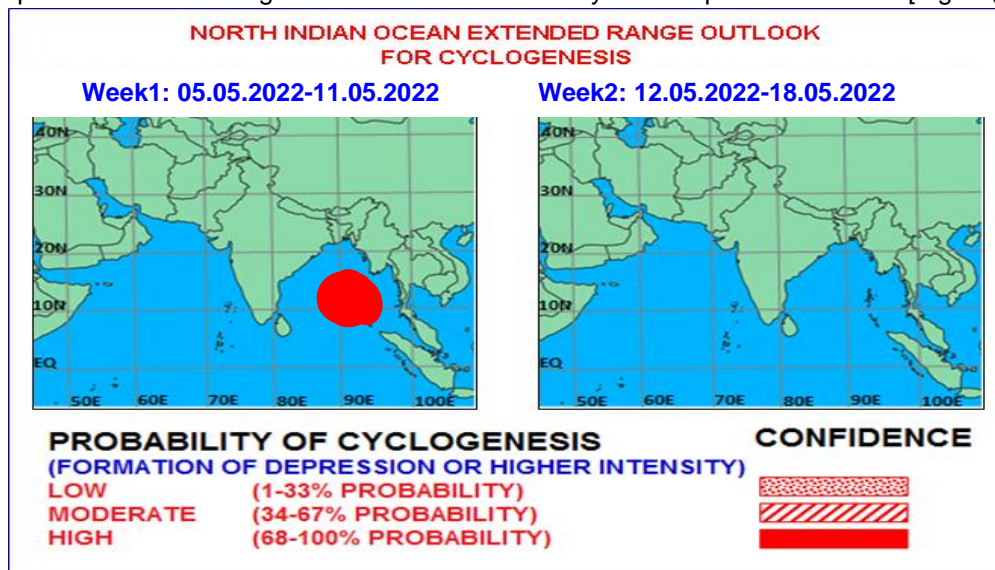 NORTH INDIAN OCEAN EXTENDED RANGE OUTLOOK
FOR CYCLOGENESIS
Week1: 05.05.2022-11.05.2022
Week2: 12.05.2022-18.05.2022
40N
30N
20N
10N
EQ
50E 60E 70E 80E 90E 100E
40N
30N
20N
10N
EQ
50E 60E 70E 80E 90E 100E
PROBABILITY OF CYCLOGENESIS
CONFIDENCE
(FORMATION OF DEPRESSION OR HIGHER INTENSITY)
LOW (1-33% PROBABILITY)
MODERATE (34-67% PROBABILITY)
HIGH (68-100% PROBABILITY)